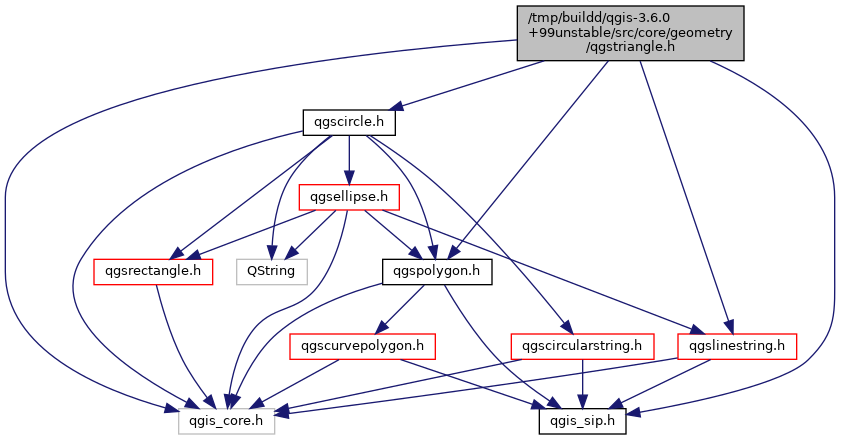 /tmp/buildd/qgis-3.6.0
+99unstable/src/core/geometry
/qgstriangle.h
qgscircle.h
qgsellipse.h
qgsrectangle.h
QString
qgspolygon.h
qgscurvepolygon.h
qgscircularstring.h
qgslinestring.h
qgis_core.h
qgis_sip.h